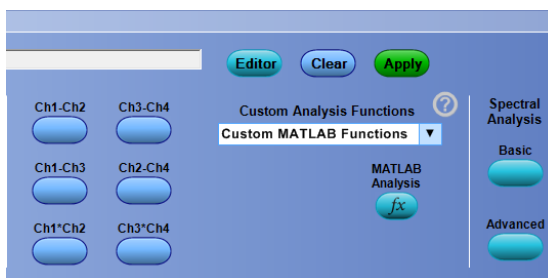 Editor Clear Apply
Ch1-Ch2 Ch3-Ch4
Custom Analysis Functions ?
Custom MATLAB Functions
Spectral
Analysis
Ch1-Ch3 Ch2-Ch4
MATLAB
Analysis
fx
Basic
Ch1*Ch2 Ch3*Ch4
Advanced